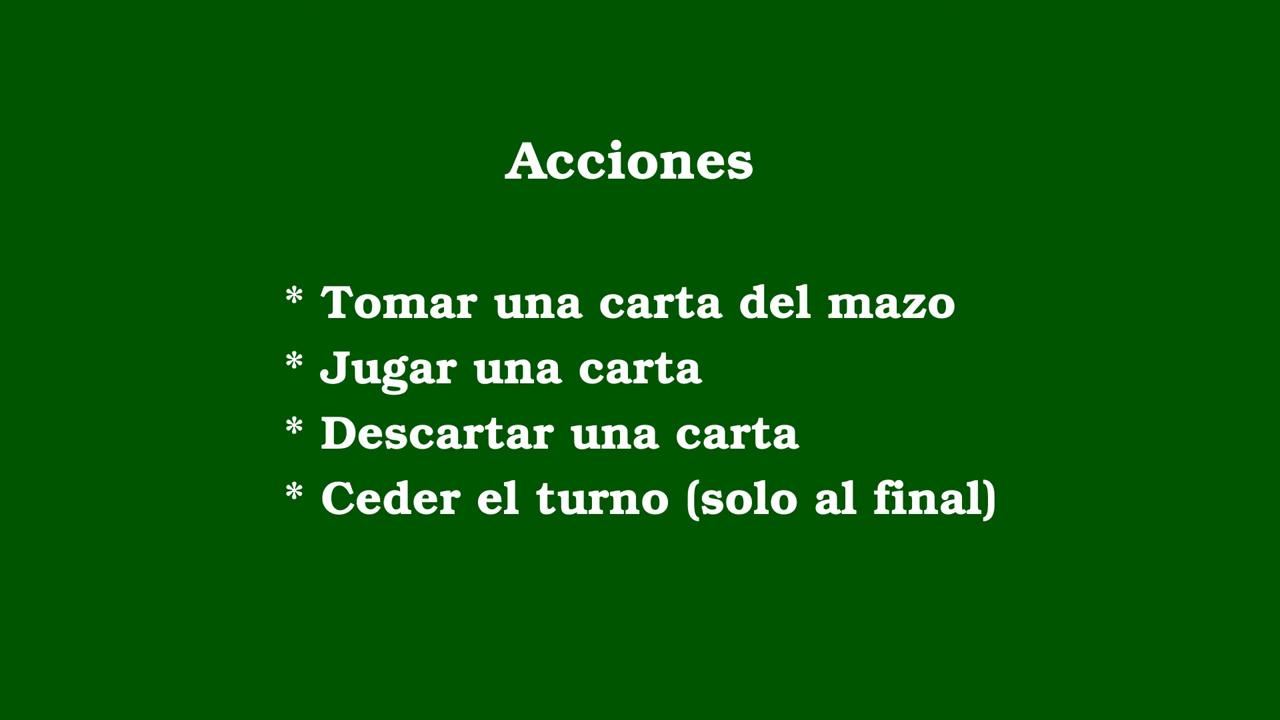 Acciones
* Tomar una carta del mazo
* Jugar una carta
* Descartar una carta
* Ceder el turno (solo al final)